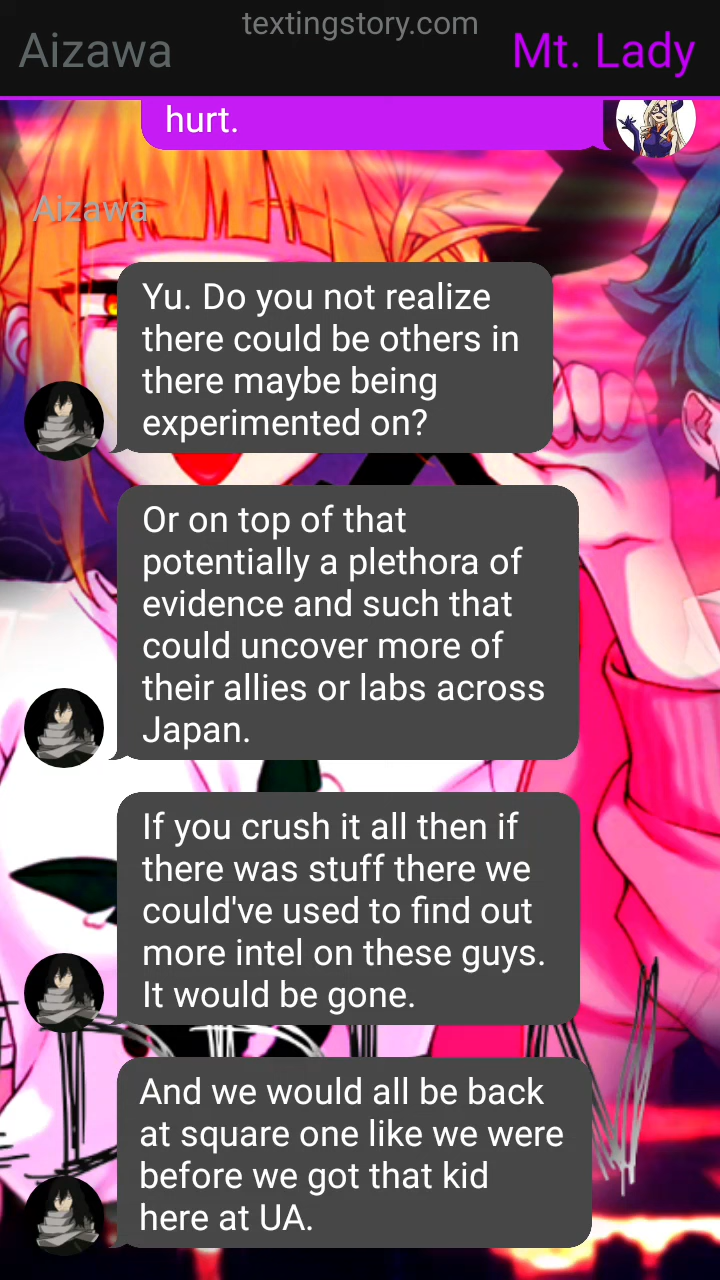 textingstory.com
Aizawa
Mt. Lady
hurt.
Aizawa
Yu. Do you not realize
there could be others in
there maybe being
experimented on?
Or on top of that
potentially a plethora of
evidence and such that
could uncover more of
their allies or labs across
Japan.
If you crush it all then if
there was stuff there we
could've used to find out
more intel on these guys.
It would be gone.
And we would all be back
at square one like we were
before we got that kid
here at UA.